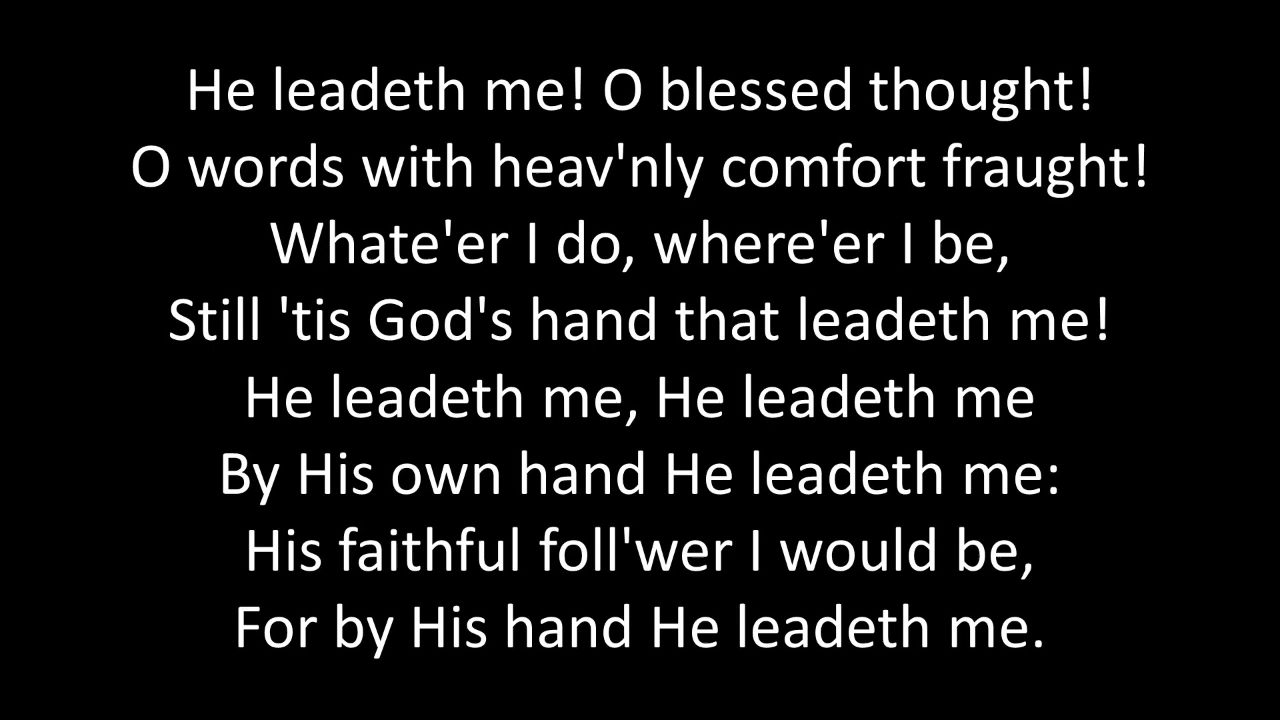 He leadeth me! O blessed thought!
O words with heav'nly comfort fraught!
Whate'er I do, where'er I be,
Still 'tis God's hand that leadeth me!
He leadeth me, He leadeth me
By His own hand He leadeth me:
His faithful foll'wer I would be,
For by His hand He leadeth me.